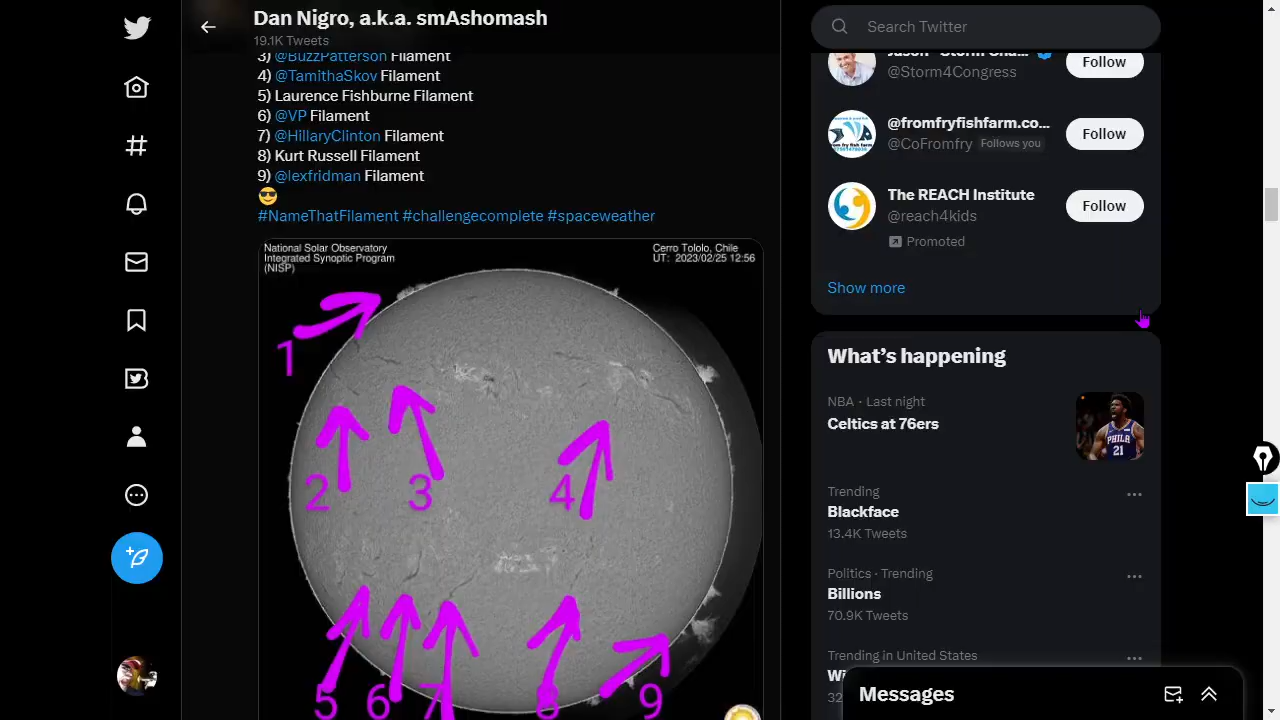 Dan Nigro, a.k.a. smAshomash
19.1K Tweets
3) @BuzzPatterson Filament
4) @TamithaSkov Filament
5) Laurence Fishburne Filament
6) @VP Filament
7) @HillaryClinton Filament
8) Kurt Russell Filament
9) @lexfridman Filament
#NameThatFilament #challengecomplete #spaceweather
National Solar Observatory
Integrated Synoptic Program
(NISP)
Cerro Tololo, Chile
UT: 2023/02/25 12:56
1
2
3
4
5
6
7
8
9
Search Twitter
@Storm4Congress
Follow
@fromfryfishfarm.co...
@CoFromfry Follows you
Follow
The REACH Institute
@reach4kids
Promoted
Follow
Show more
What's happening
NBA · Last night
Celtics at 76ers
PHILA
21
Trending
Blackface
13.4K Tweets
Politics · Trending
Billions
70.9K Tweets
Trending in United States
Messages